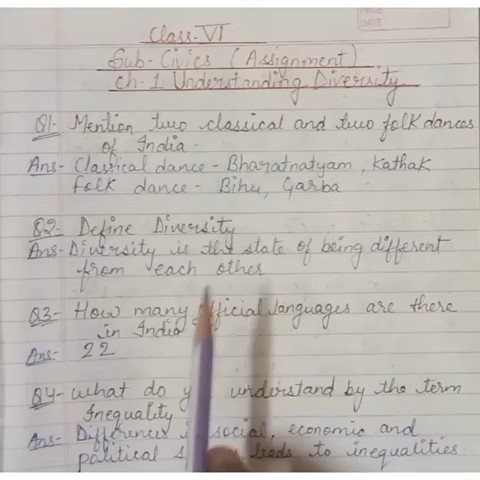 PAGE
DATE
Class-VI
Sub-Civics (Assignment)
Ch-1 Understanding Diversity
Q1- Mention two classical and two folk dances
of India.
Ans- Classical dance - Bharatnatyam, Kathak
Folk dance - Bihu, Garba
Q2- Define Diversity
Ans- Diversity is the state of being different
from each other
Q3- How many official languages are there
in India
Ans- 22
Q4- What do understand by the term
Inequality
Ans- Differences social, economic and
political leads to inequalities.